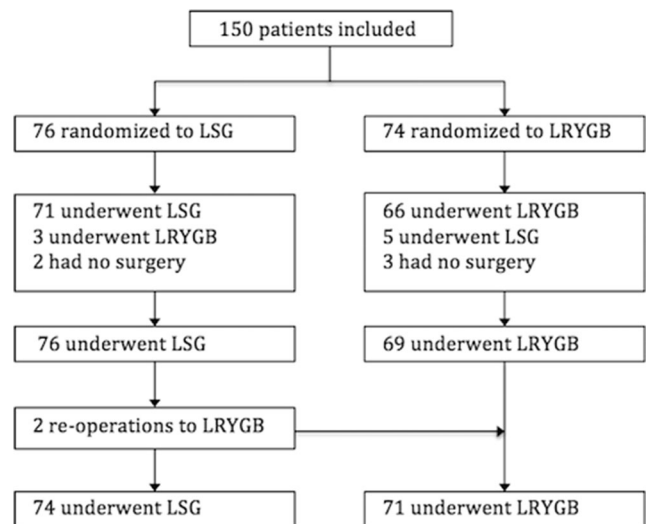 150 patients included
76 randomized to LSG
74 randomized to LRYGB
71 underwent LSG
3 underwent LRYGB
2 had no surgery
66 underwent LRYGB
5 underwent LSG
3 had no surgery
76 underwent LSG
69 underwent LRYGB
2 re-operations to LRYGB
74 underwent LSG
71 underwent LRYGB